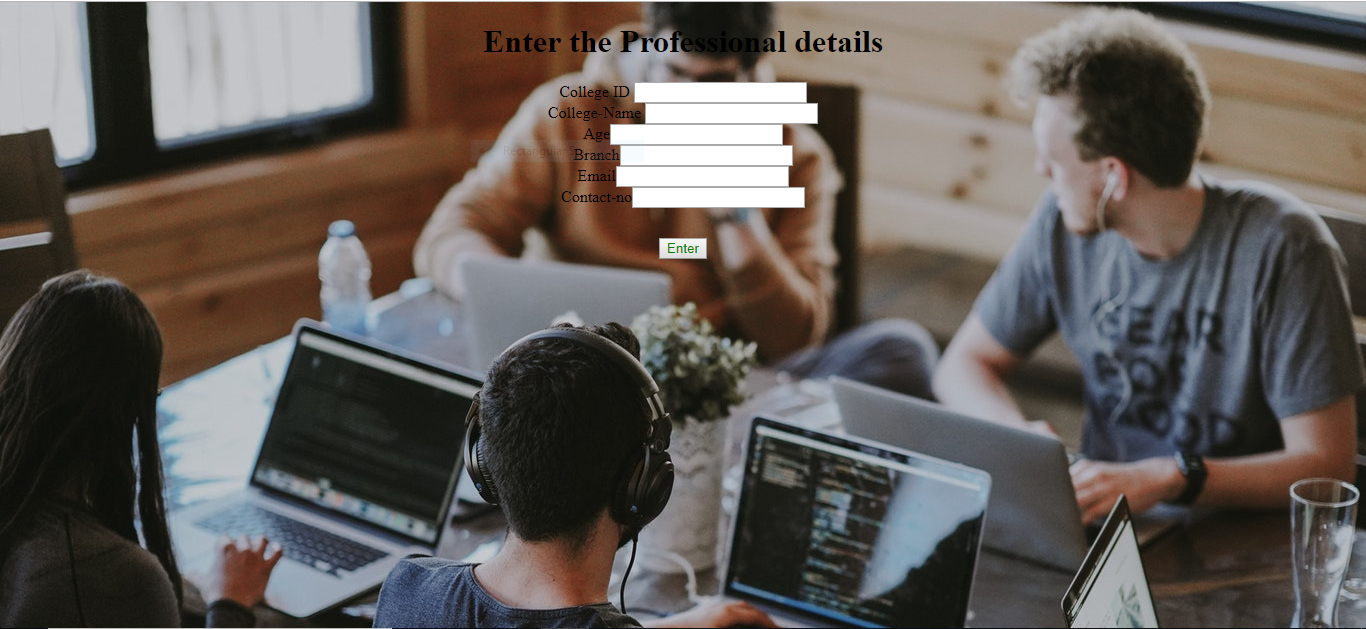 Enter the Professional details
College ID
College-Name
Age
Branch
Email
Contact-no
Enter